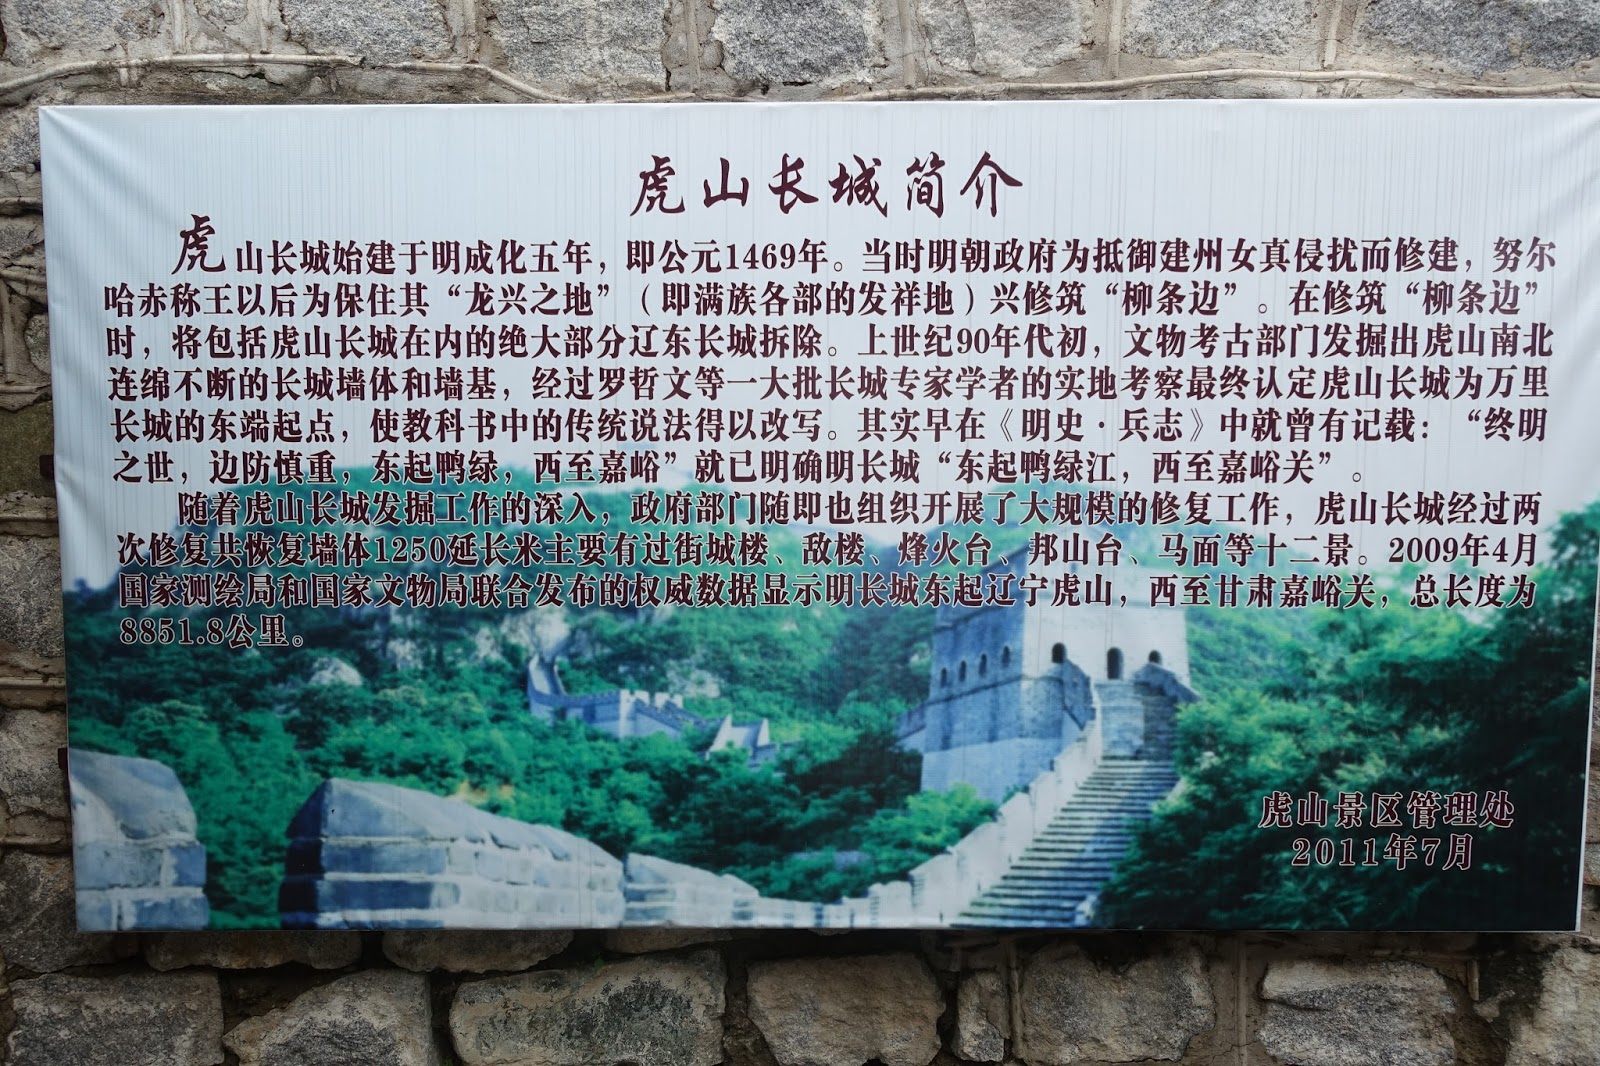 虎山长城简介
虎山长城始建于明成化五年，即公元1469年。当时明朝政府为抵御建州女真侵扰而修建，努尔
哈赤称王以后为保住其“龙兴之地”（即满族各部的发祥地）兴修筑“柳条边”。在修筑“柳条边”
时，将包括虎山长城在内的绝大部分辽东长城拆除。上世纪90年代初，文物考古部门发掘出虎山南北
连绵不断的长城墙体和墙基，经过罗哲文等一大批长城专家学者的实地考察最终认定虎山长城为万里
长城的东端起点，使教科书中的传统说法得以改写。其实早在《明史·兵志》中就曾有记载：“终明
之世，边防慎重，东起鸭绿，西至嘉峪”就已明确明长城“东起鸭绿江，西至嘉峪关”。
随着虎山长城发掘工作的深入，政府部门随即也组织开展了大规模的修复工作，虎山长城经过两
次修复共恢复墙体1250延长米主要有过街城楼、敌楼、烽火台、邦山台、马面等十二景。2009年4月
国家测绘局和国家文物局联合发布的权威数据显示明长城东起辽宁虎山，西至甘肃嘉峪关，总长度为
8851.8公里。
虎山景区管理处
2011年7月